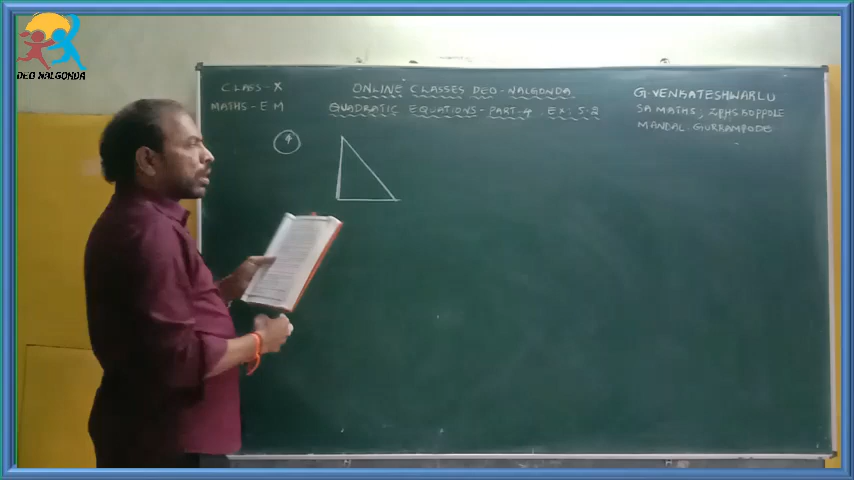 DEO NALGONDA
CLASS - X
MATHS - E M
ONLINE CLASSES DEO - NALGONDA
QUADRATIC EQUATIONS - PART-4 EX: 5.2
G. VENKATESHWARLU
SA MATHS, ZPHS KOPPOLE
MANDAL. GURRAMPODE
4